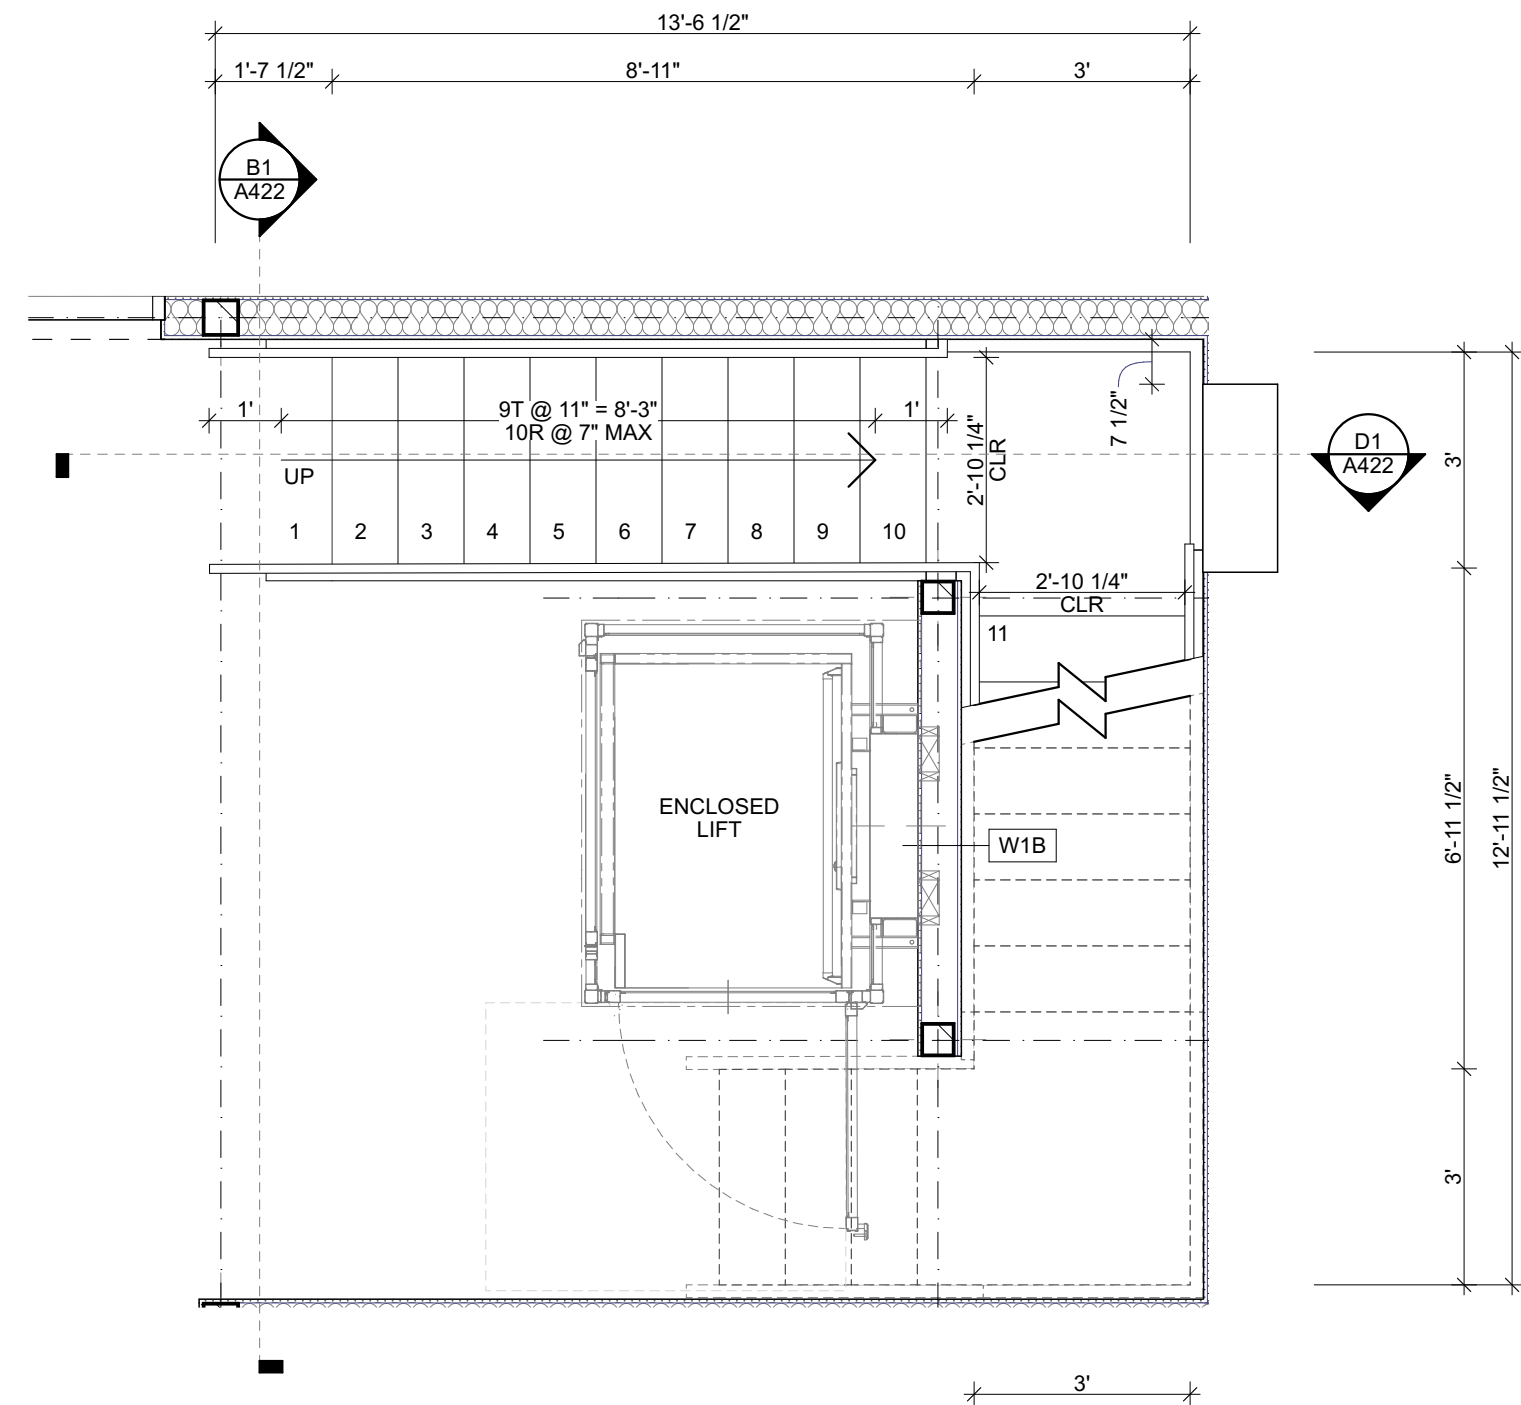 13'-6 1/2"
1'-7 1/2"
8'-11"
3'
B1
A422
1'
9T @ 11" = 8'-3"
10R @ 7" MAX
1'
2'-10 1/4"
CLR
7 1/2"
D1
A422
3'
UP
1
2
3
4
5
6
7
8
9
10
2'-10 1/4"
CLR
11
ENCLOSED
LIFT
W1B
6'-11 1/2"
12'-11 1/2"
3'
3'